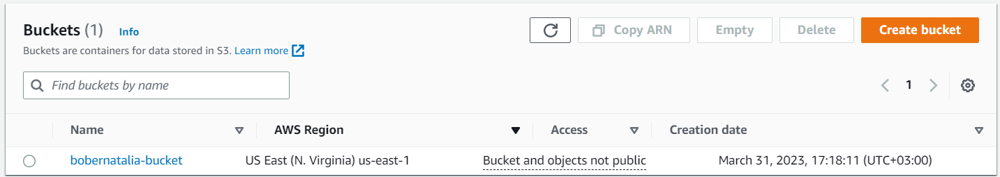 Buckets (1) Info
Buckets are containers for data stored in S3. Learn more
Copy ARN
Empty
Delete
Create bucket
Find buckets by name
1
Name AWS Region Access Creation date
bobernatalia-bucket US East (N. Virginia) us-east-1 Bucket and objects not public March 31, 2023, 17:18:11 (UTC+03:00)